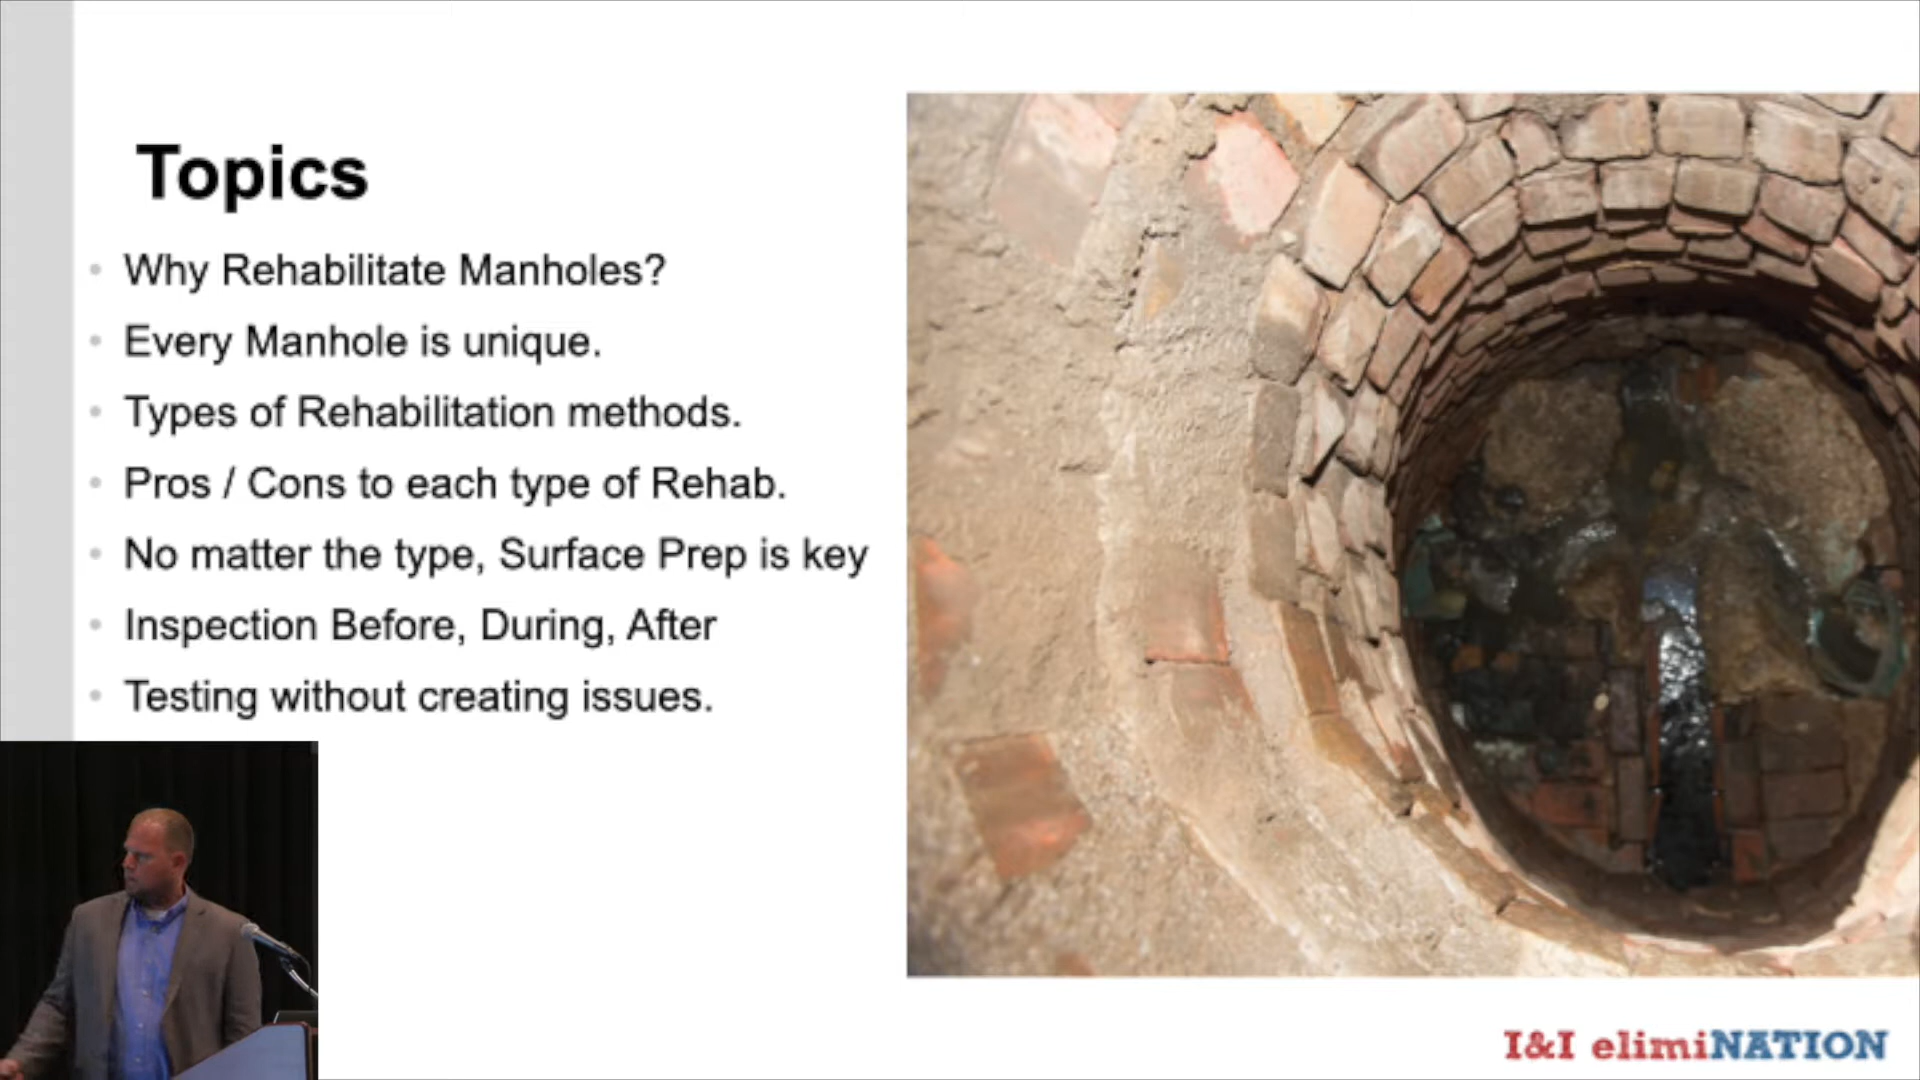 Topics
Why Rehabilitate Manholes?
Every Manhole is unique.
Types of Rehabilitation methods.
Pros / Cons to each type of Rehab.
No matter the type, Surface Prep is key
Inspection Before, During, After
Testing without creating issues.
I&I elimiNATION